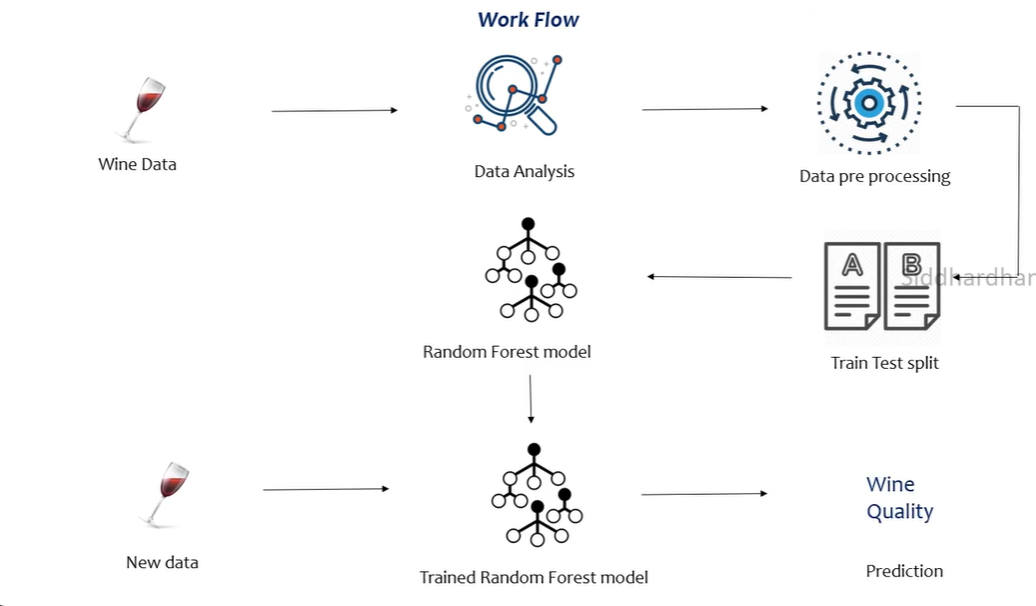 Work Flow
Wine Data
Data Analysis
Data pre processing
A
B
Siddhardhan
Random Forest model
Train Test split
Wine
Quality
New data
Trained Random Forest model
Prediction